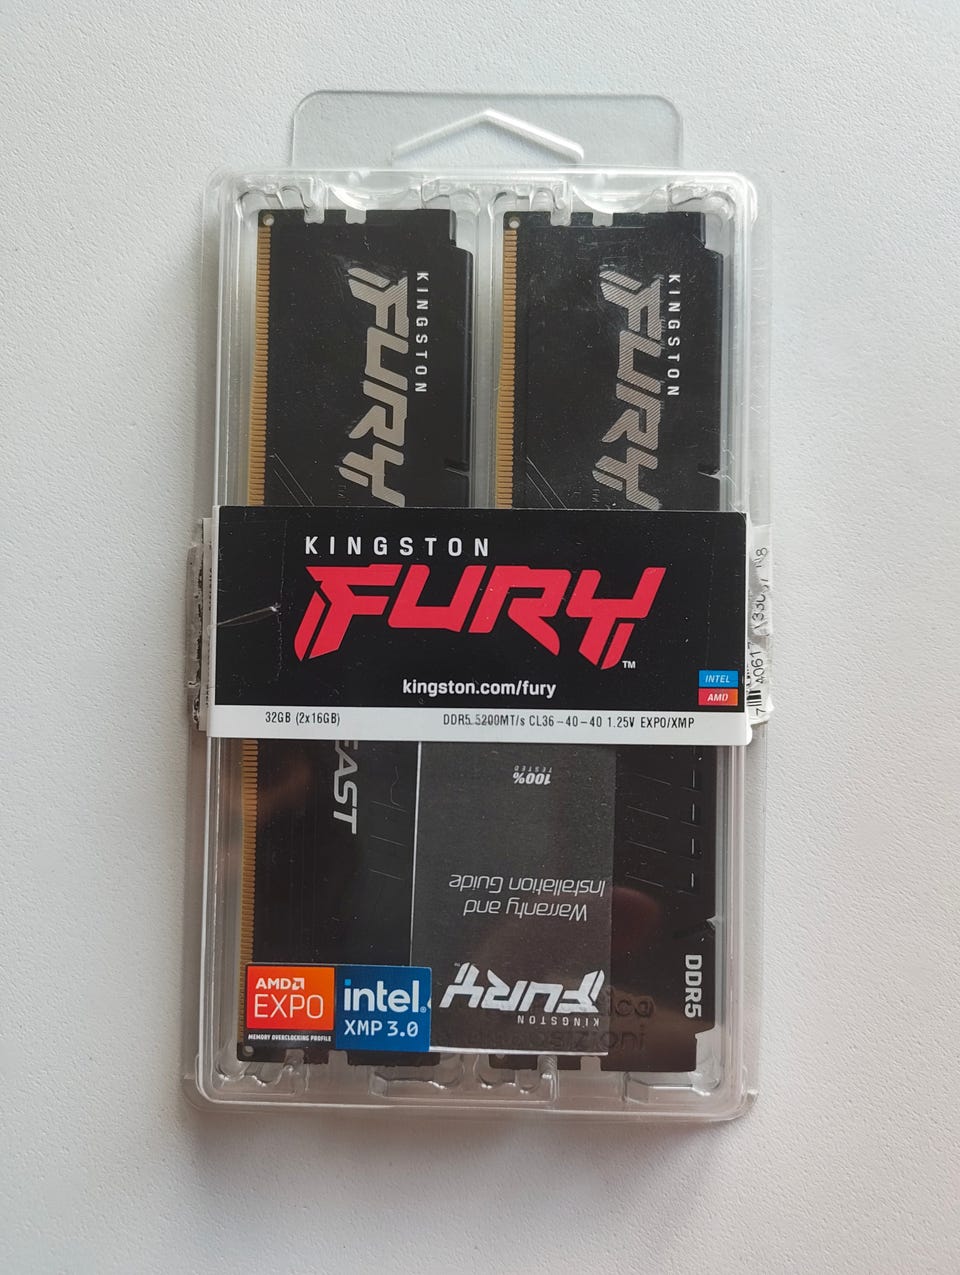 KINGSTON
FURY
KINGSTON
FURY
KINGSTON
FURY™
kingston.com/fury
INTEL
AMD
32GB (2x16GB)
DDR5 5200MT/s CL36-40-40 1.25V EXPO/XMP
100%
TESTED
Warranty and
Installation Guide
KINGSTON
FURY
DDR5
AMD
EXPO
MEMORY OVERCLOCKING PROFILE
intel.
XMP 3.0